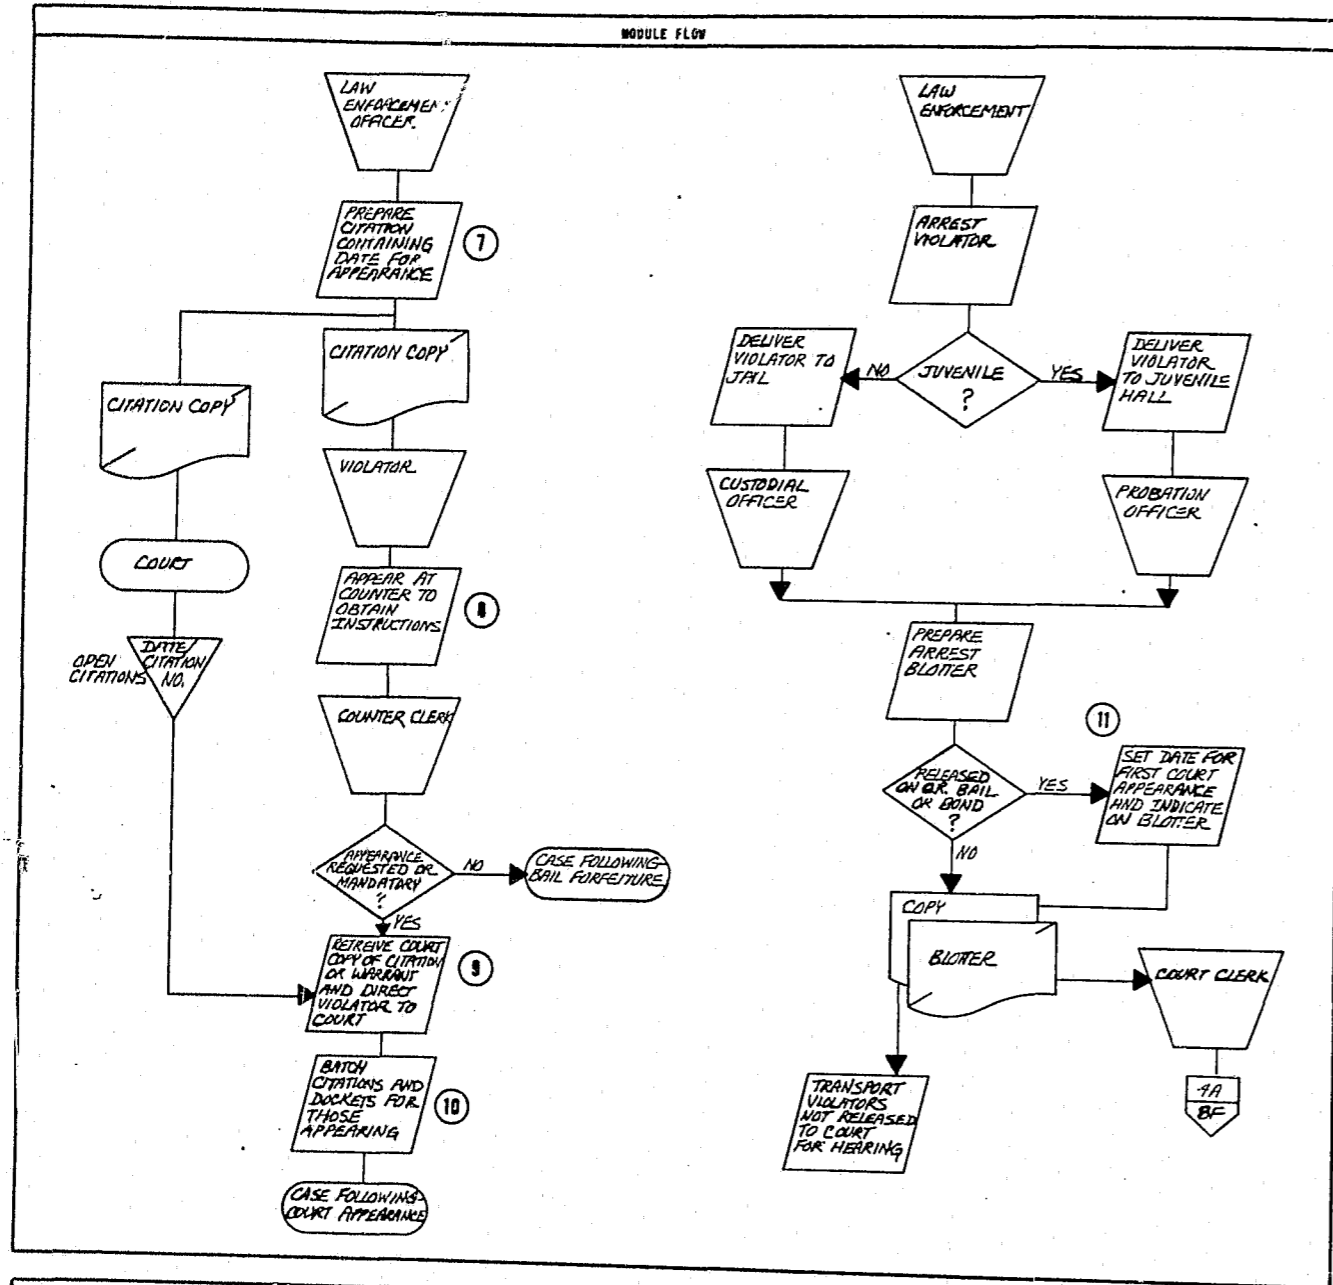 MODULE FLOW
LAW
ENFORCEMENT
OFFICER.
PREPARE
CITATION
CONTAINING
DATE FOR
APPEARANCE
7
CITATION COPY
CITATION COPY
VIOLATOR
COURT
APPEAR AT
COUNTER TO
OBTAIN
INSTRUCTIONS
8
OPEN
CITATIONS
DATE/
CITATION
NO.
COUNTER CLERK
APPEARANCE
REQUESTED OR
MANDATORY
?
NO
CASE FOLLOWING-
BAIL FORFEITURE
YES
RETREIVE COURT
COPY OF CITATION
OR WARRANT
AND DIRECT
VIOLATOR TO
COURT
9
BATCH
CITATIONS AND
DOCKETS FOR
THOSE
APPEARING
10
CASE FOLLOWING-
COURT APPEARANCE
LAW
ENFORCEMENT
ARREST
VIOLATOR
JUVENILE
?
NO
YES
DELIVER
VIOLATOR TO
JAIL
DELIVER
VIOLATOR
TO JUVENILE
HALL
CUSTODIAL
OFFICER
PROBATION
OFFICER
PREPARE
ARREST
BLOTTER
11
RELEASED
ON O.R. BAIL
OR BOND
?
YES
SET DATE FOR
FIRST COURT
APPEARANCE
AND INDICATE
ON BLOTTER
NO
COPY
BLOTTER
COURT CLERK
TRANSPORT
VIOLATORS
NOT RELEASED
TO COURT
FOR HEARING
4A
BF